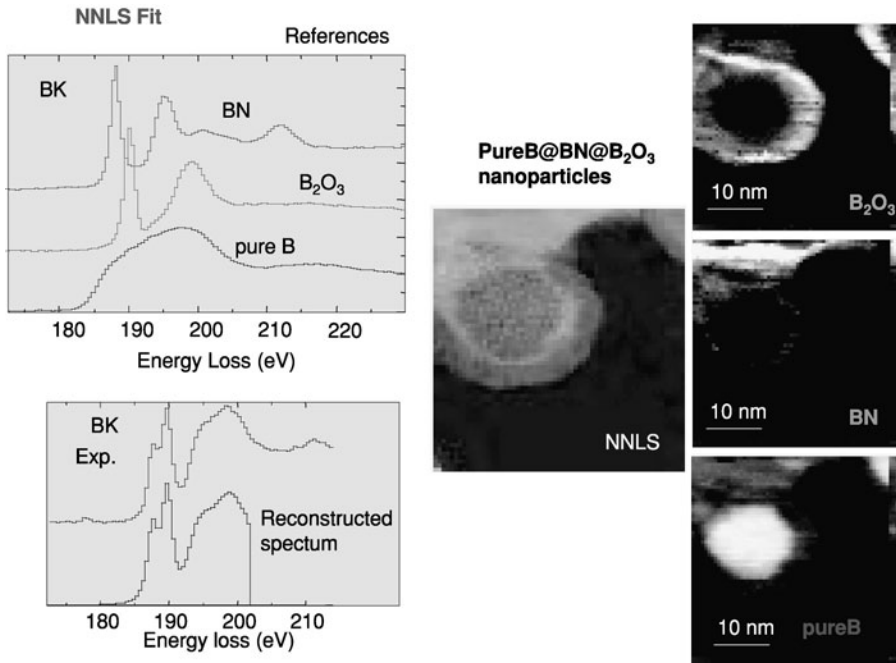 NNLS Fit
References
BK
BN
B₂O₃
pure B
180 190 200 210 220
Energy Loss (eV)
BK
Exp.
Reconstructed
spectum
180 190 200 210 220
Energy loss (eV)
PureB@BN@B₂O₃
nanoparticles
NNLS
10 nm
B₂O₃
10 nm
BN
10 nm
pureB